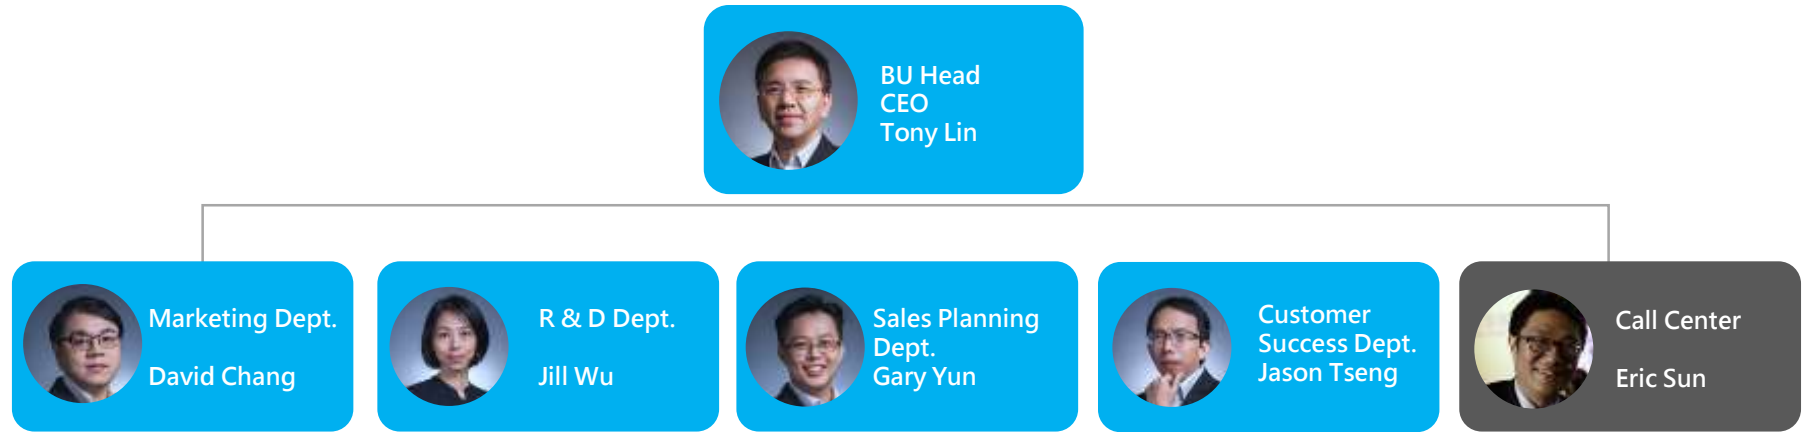 BU Head
CEO
Tony Lin
Marketing Dept.
David Chang
R & D Dept.
Jill Wu
Sales Planning
Dept.
Gary Yun
Customer
Success Dept.
Jason Tseng
Call Center
Eric Sun